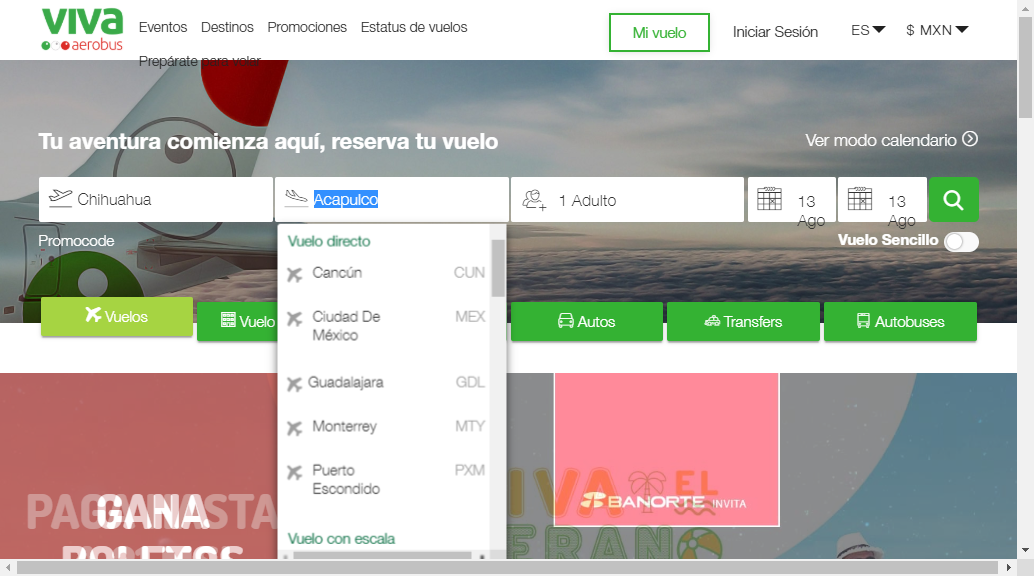 viva
aerobus
Eventos Destinos Promociones Estatus de vuelos
Prepárate para volar
Mi vuelo
Iniciar Sesión
ES
$ MXN
Tu aventura comienza aquí, reserva tu vuelo
Ver modo calendario
Chihuahua
Acapulco
1 Adulto
13
Ago
13
Ago
Promocode
Vuelo Sencillo
Vuelo directo
Cancún CUN
Ciudad De MEX
México
Guadalajara GDL
Monterrey MTY
Puerto PXM
Escondido
Vuelo con escala
Vuelos
Vuelo
Autos
Transfers
Autobuses
GANA
BOLETOS
VIVA EL
BANORTE INVITA